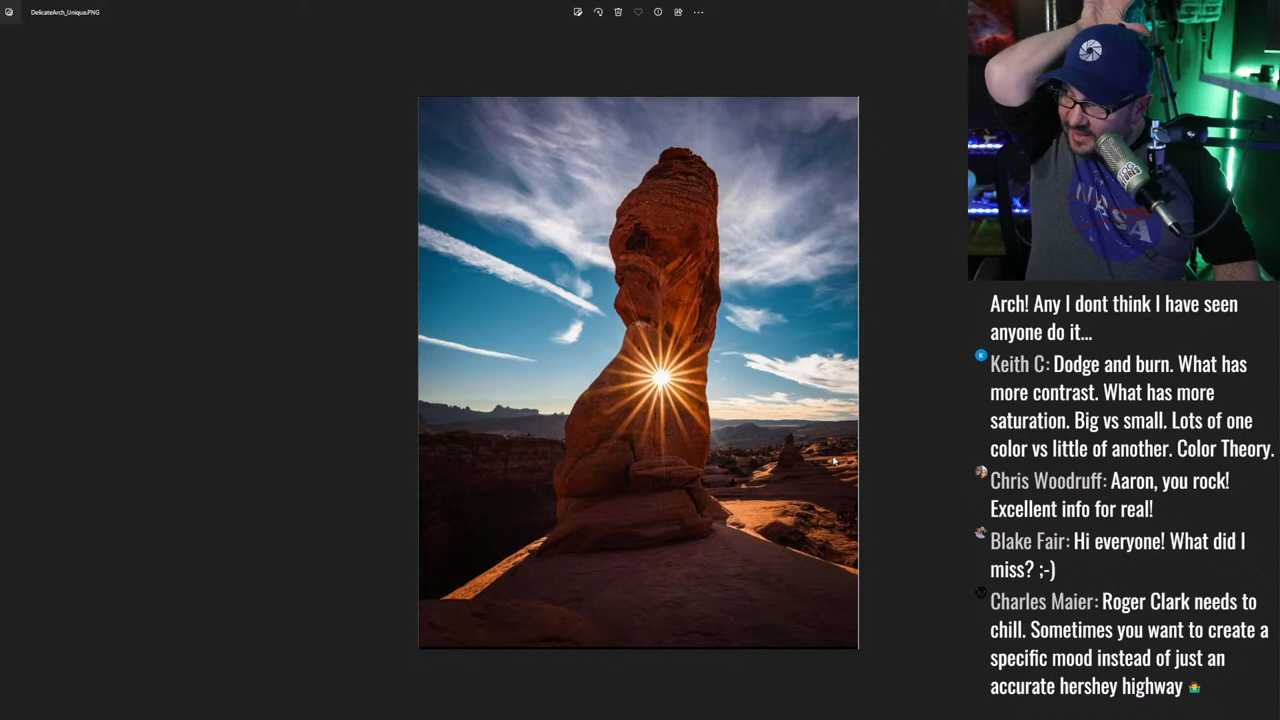 DelicateArch_Unique.PNG
NASA
Arch! Any I dont think I have seen
anyone do it...
Keith C: Dodge and burn. What has
more contrast. What has more
saturation. Big vs small. Lots of one
color vs little of another. Color Theory.
Chris Woodruff: Aaron, you rock!
Excellent info for real!
Blake Fair: Hi everyone! What did I
miss? ;-)
Charles Maier: Roger Clark needs to
chill. Sometimes you want to create a
specific mood instead of just an
accurate hershey highway 🤷‍♂️